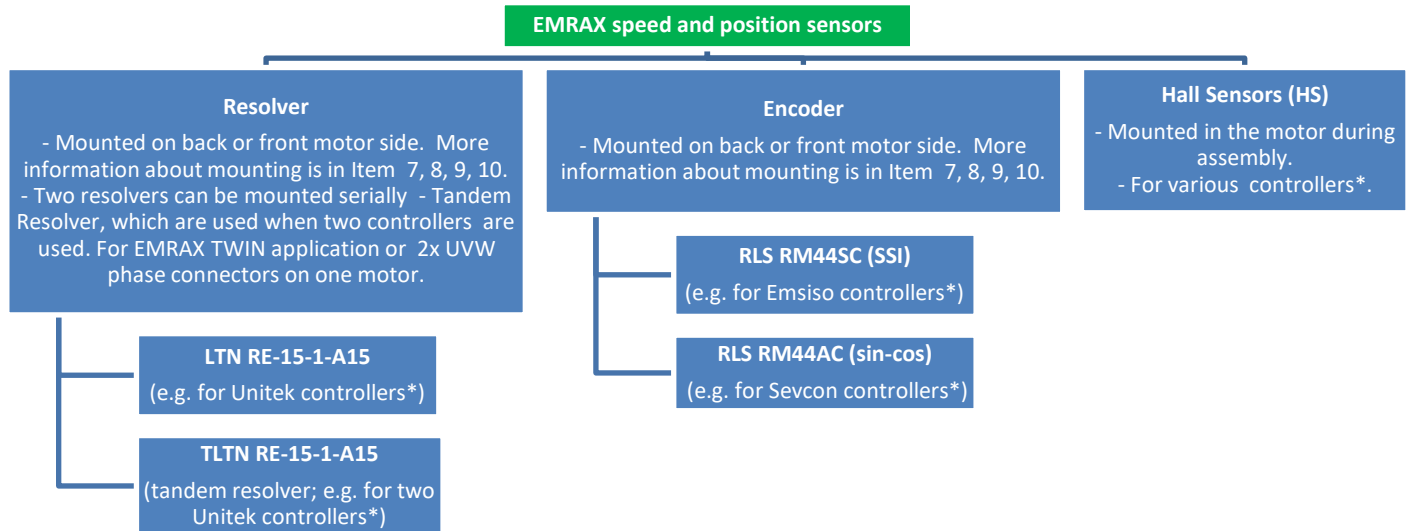 EMRAX speed and position sensors
Resolver
- Mounted on back or front motor side. More
information about mounting is in Item 7, 8, 9, 10.
- Two resolvers can be mounted serially - Tandem
Resolver, which are used when two controllers are
used. For EMRAX TWIN application or 2x UVW
phase connectors on one motor.
LTN RE-15-1-A15
(e.g. for Unitek controllers*)
TLTN RE-15-1-A15
(tandem resolver; e.g. for two
Unitek controllers*)
Encoder
- Mounted on back or front motor side. More
information about mounting is in Item 7, 8, 9, 10.
RLS RM44SC (SSI)
(e.g. for Emsiso controllers*)
RLS RM44AC (sin-cos)
(e.g. for Sevcon controllers*)
Hall Sensors (HS)
- Mounted in the motor during
assembly.
- For various controllers*.